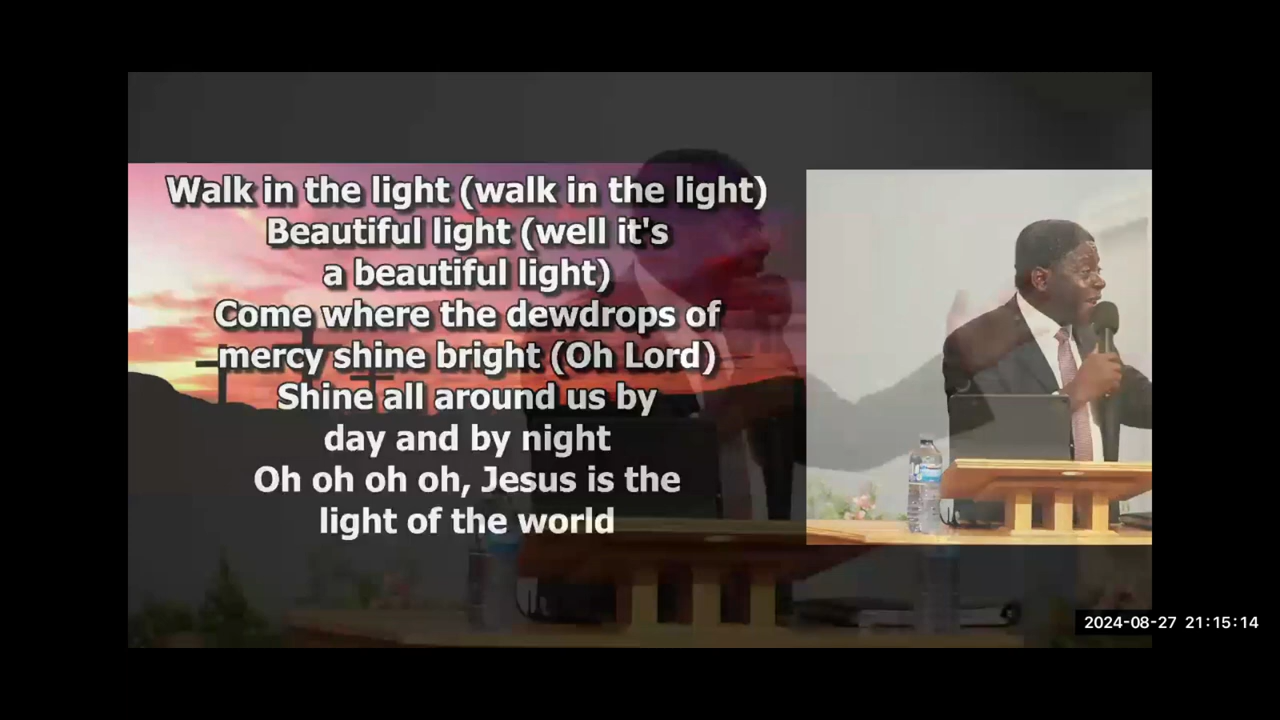 Walk in the light (walk in the light)
Beautiful light (well it's
a beautiful light)
Come where the dewdrops of
mercy shine bright (Oh Lord)
Shine all around us by
day and by night
Oh oh oh oh, Jesus is the
light of the world
2024-08-27 21:15:14